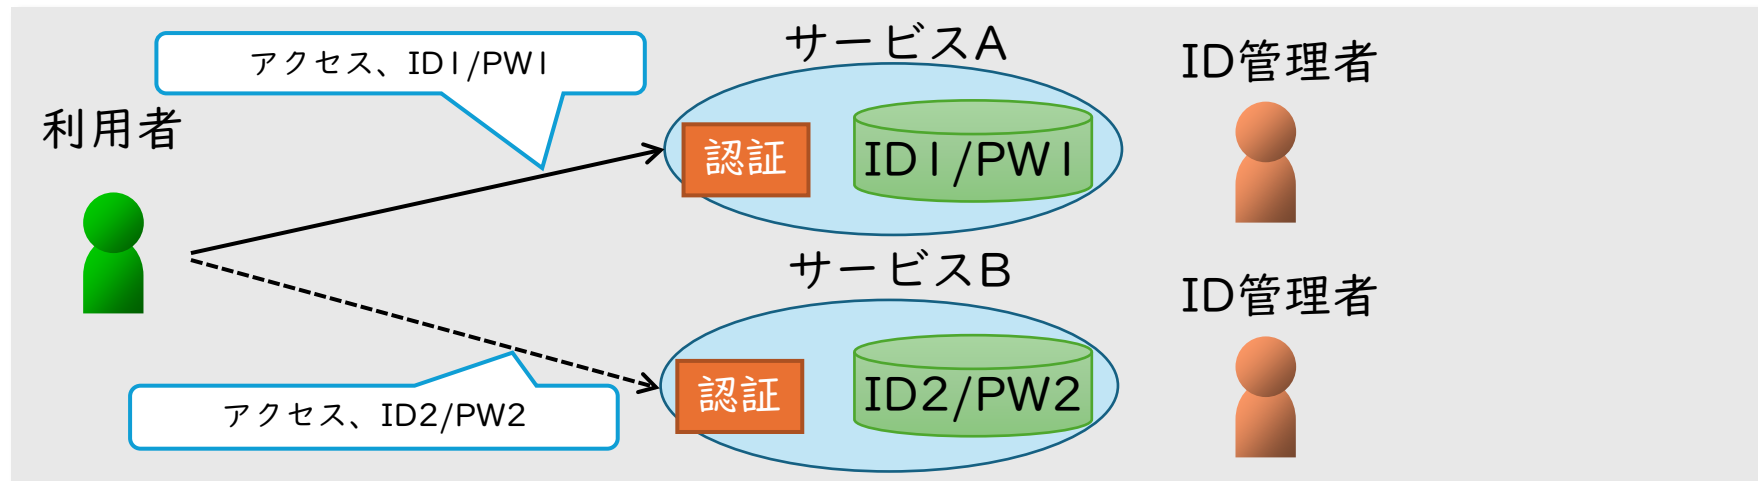 サービスA
ID管理者
アクセス、ID1/PW1
利用者
認証
ID1/PW1
サービスB
ID管理者
認証
ID2/PW2
アクセス、ID2/PW2